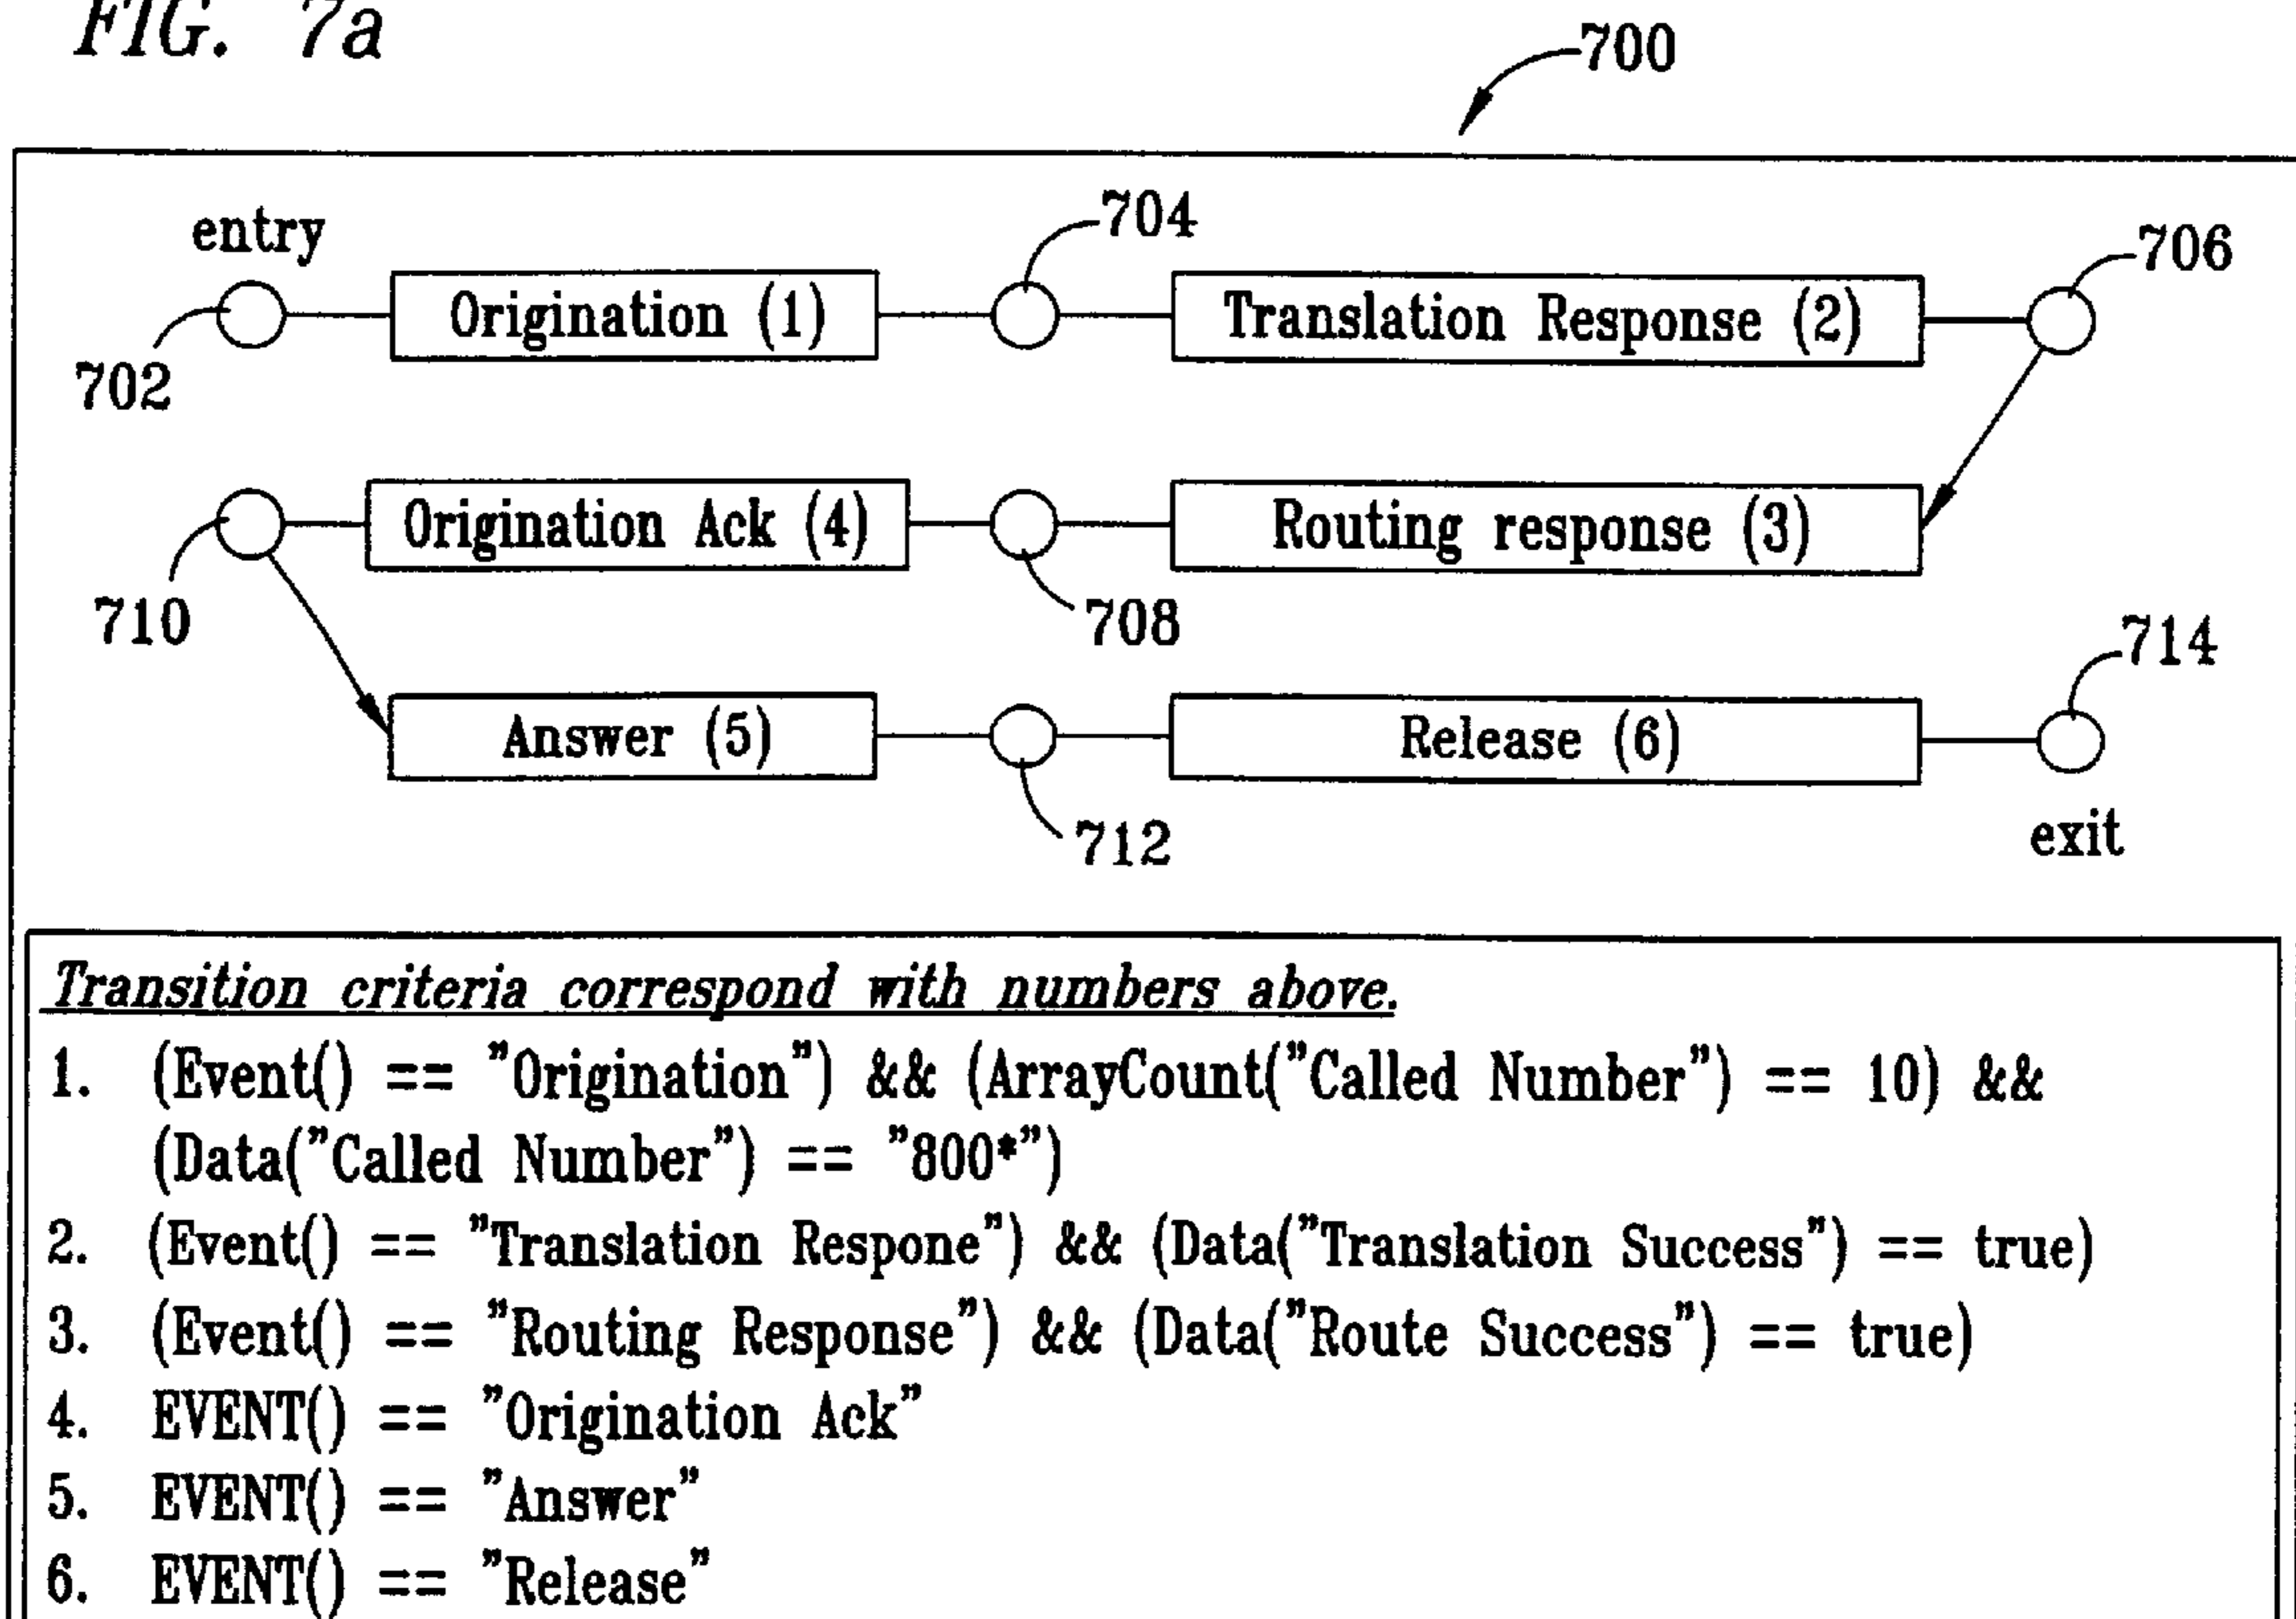 FIG. 7a
700
entry
704
706
Origination (1)
Translation Response (2)
702
Origination Ack (4)
Routing response (3)
710
708
714
Answer (5)
Release (6)
712
exit
Transition criteria correspond with numbers above.
1. (Event() == "Origination") && (ArrayCount("Called Number") == 10) &&
(Data("Called Number") == "800*")
2. (Event() == "Translation Respone") && (Data("Translation Success") == true)
3. (Event() == "Routing Response") && (Data("Route Success") == true)
4. EVENT() == "Origination Ack"
5. EVENT() == "Answer"
6. EVENT() == "Release"